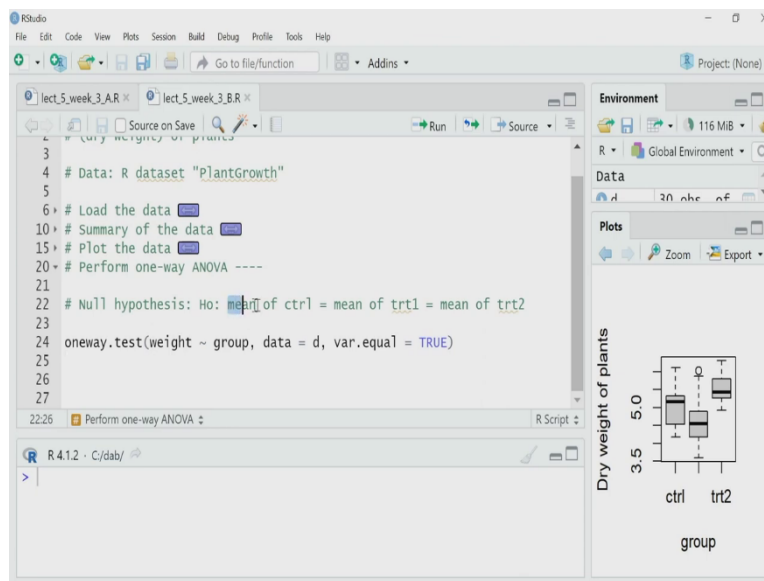 RStudio
File Edit Code View Plots Session Build Debug Profile Tools Help
Go to file/function
Addins
Project: (None)
lect_5_week_3_A.R
lect_5_week_3_B.R
Source on Save
Run
Source
2 # (dry weight) of plants
3
4 # Data: R dataset "PlantGrowth"
5
6 # Load the data
10 # Summary of the data
15 # Plot the data
20 # Perform one-way ANOVA ----
21
22 # Null hypothesis: Ho: mean of ctrl = mean of trt1 = mean of trt2
23
24 oneway.test(weight ~ group, data = d, var.equal = TRUE)
25
26
27
22:26 Perform one-way ANOVA R Script
R 4.1.2 · C:/dab/
>
Environment
116 MiB
R Global Environment
Data
d 30 obs. of
Plots
Zoom Export
Dry weight of plants
5.0
3.5
ctrl trt2
group